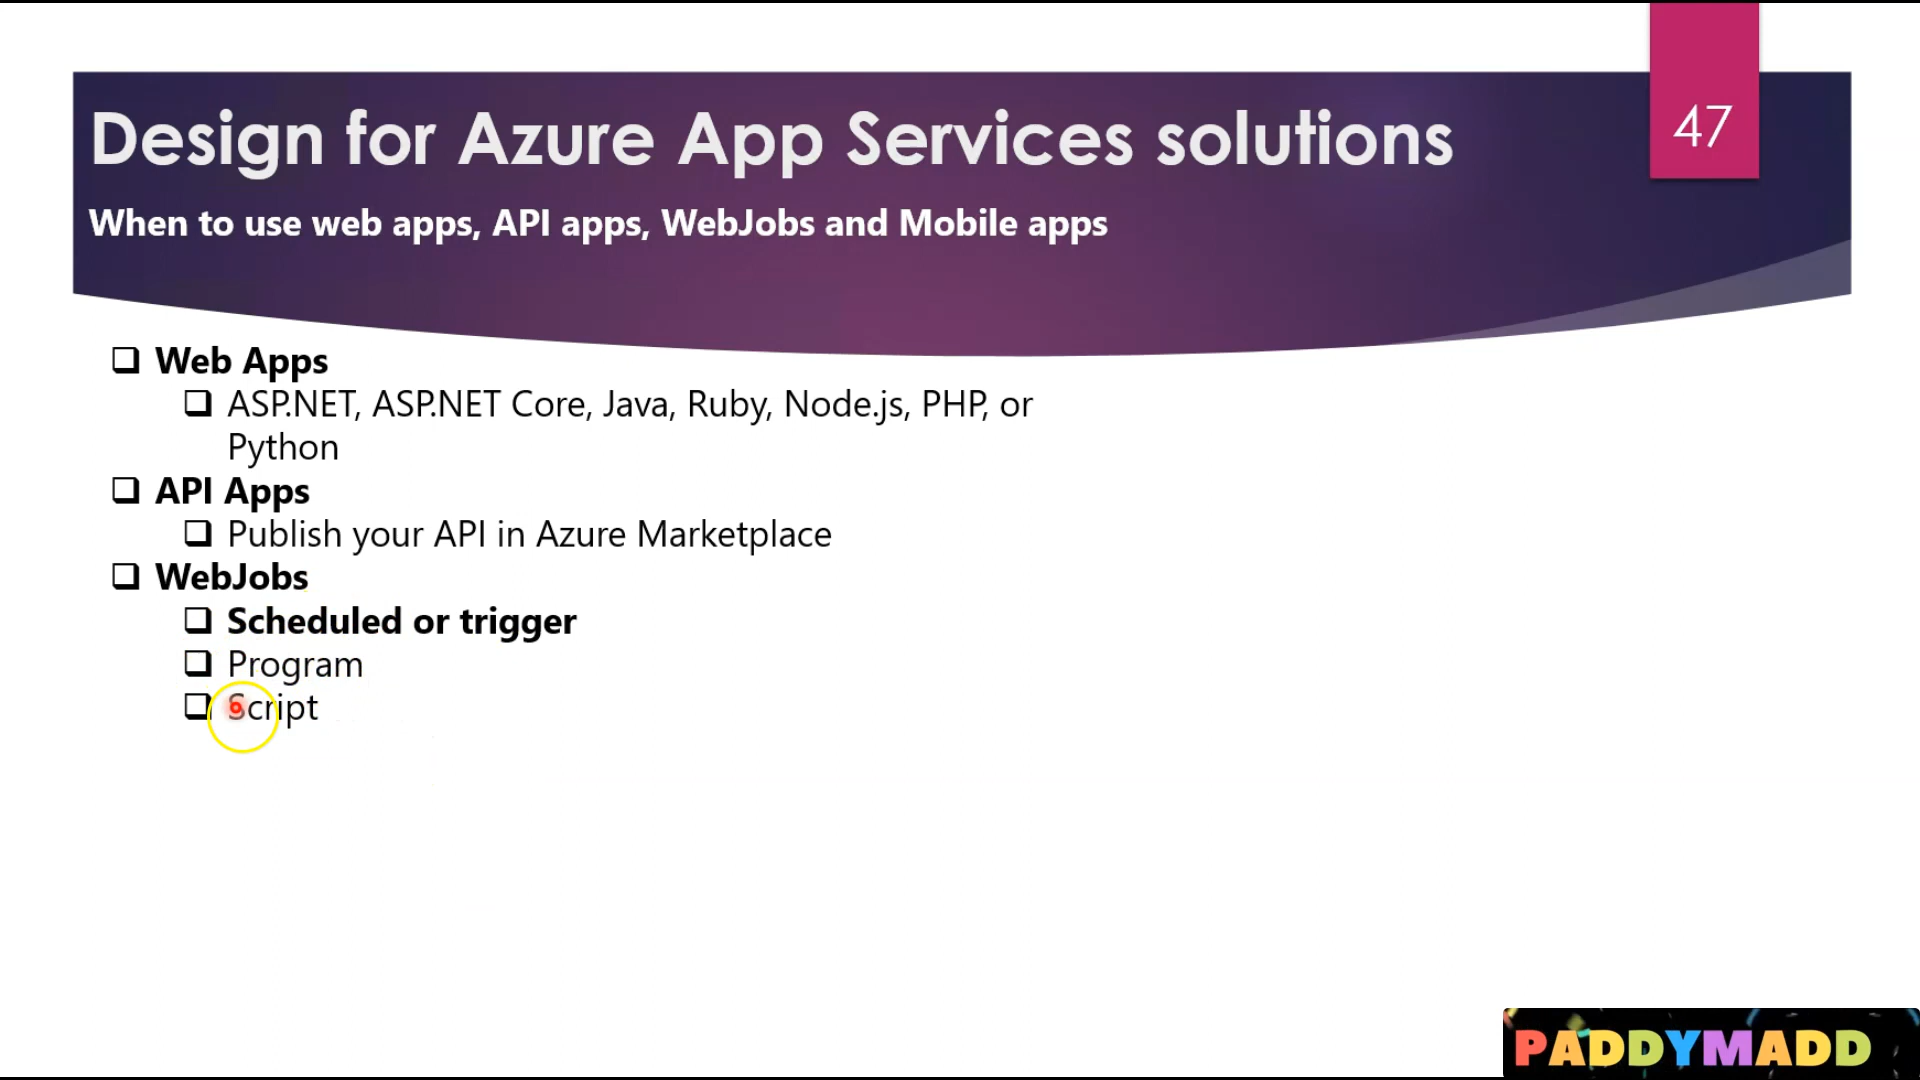 47
Design for Azure App Services solutions
When to use web apps, API apps, WebJobs and Mobile apps
Web Apps
ASP.NET, ASP.NET Core, Java, Ruby, Node.js, PHP, or
Python
API Apps
Publish your API in Azure Marketplace
WebJobs
Scheduled or trigger
Program
Script
PADDYMADD